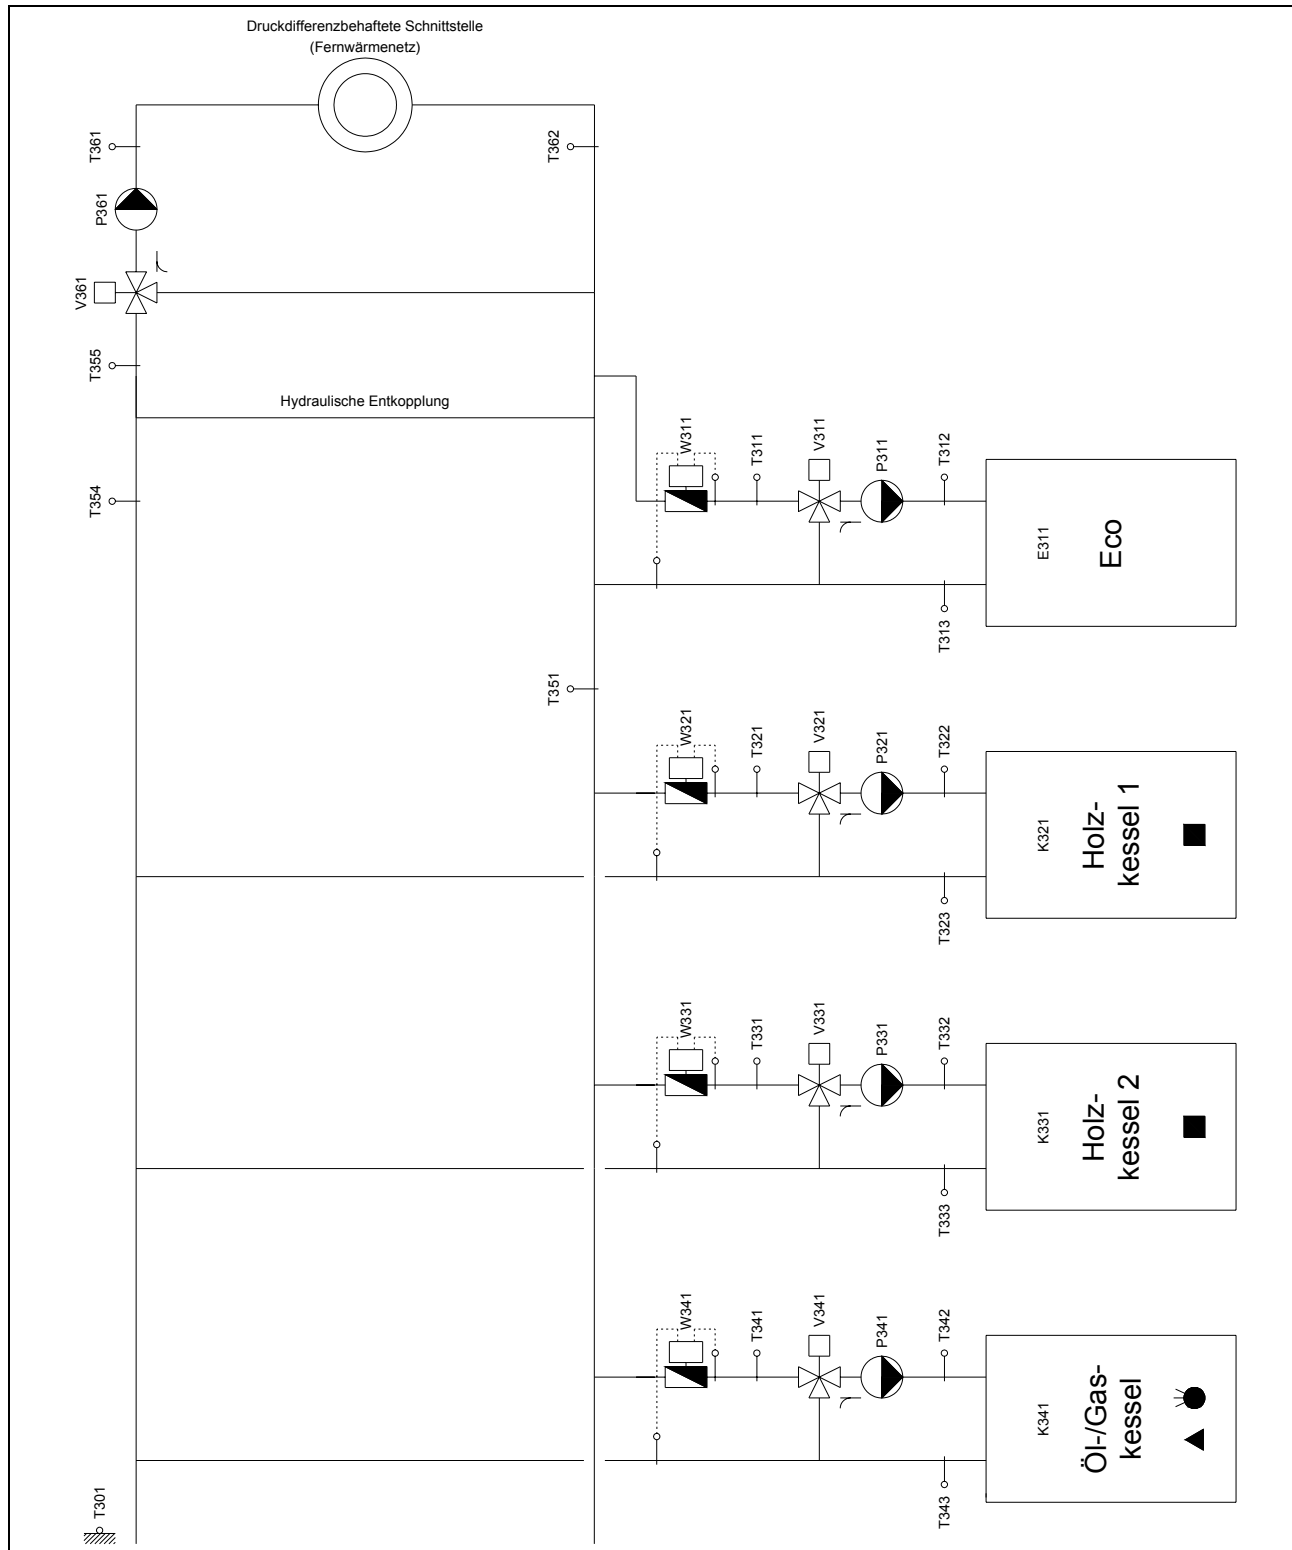 Druckdifferenzbehaftete Schnittstelle
(Fernwärmenetz)
T361
T362
P361
V361
T355
Hydraulische Entkopplung
T354
W311
T311
V311
P311
T312
E311
Eco
T313
T351
W321
T321
V321
P321
T322
K321
Holz-
kessel 1
T323
W331
T331
V331
P331
T332
K331
Holz-
kessel 2
T333
W341
T341
V341
P341
T342
K341
Öl-/Gas-
kessel
T343
T301